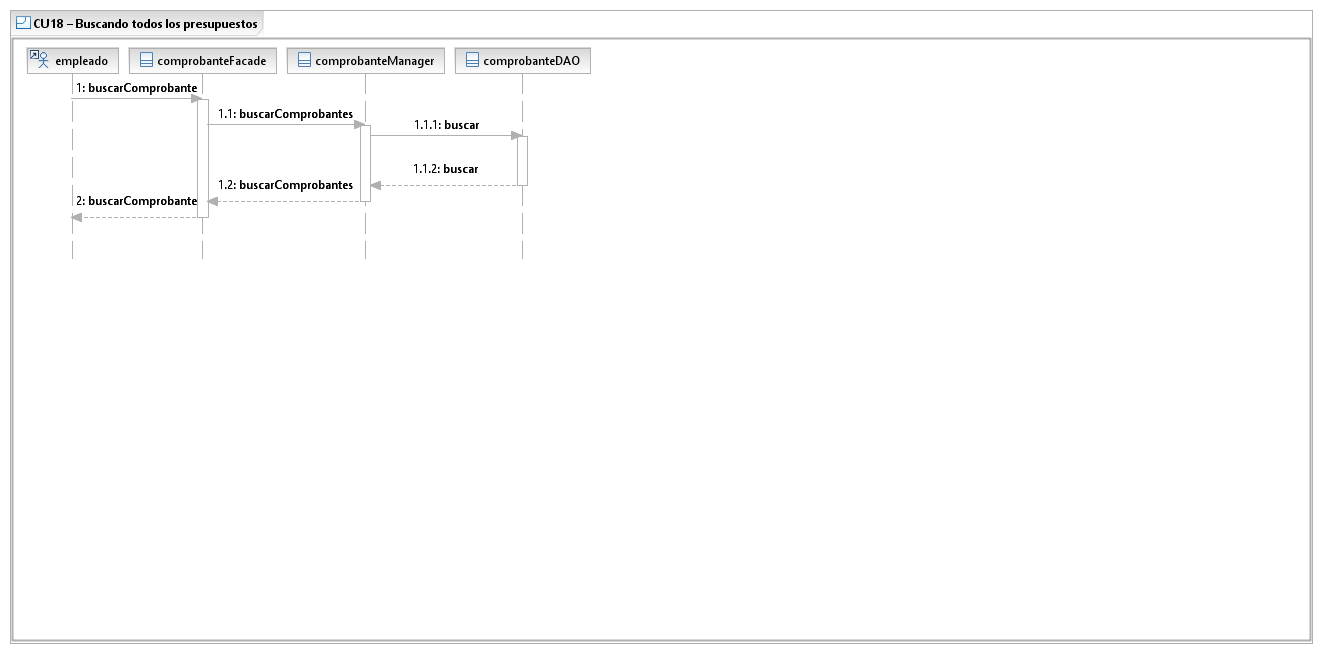 CU18 – Buscando todos los presupuestos
empleado
comprobanteFacade
comprobanteManager
comprobanteDAO
1: buscarComprobante
1.1: buscarComprobantes
1.1.1: buscar
1.1.2: buscar
1.2: buscarComprobantes
2: buscarComprobante